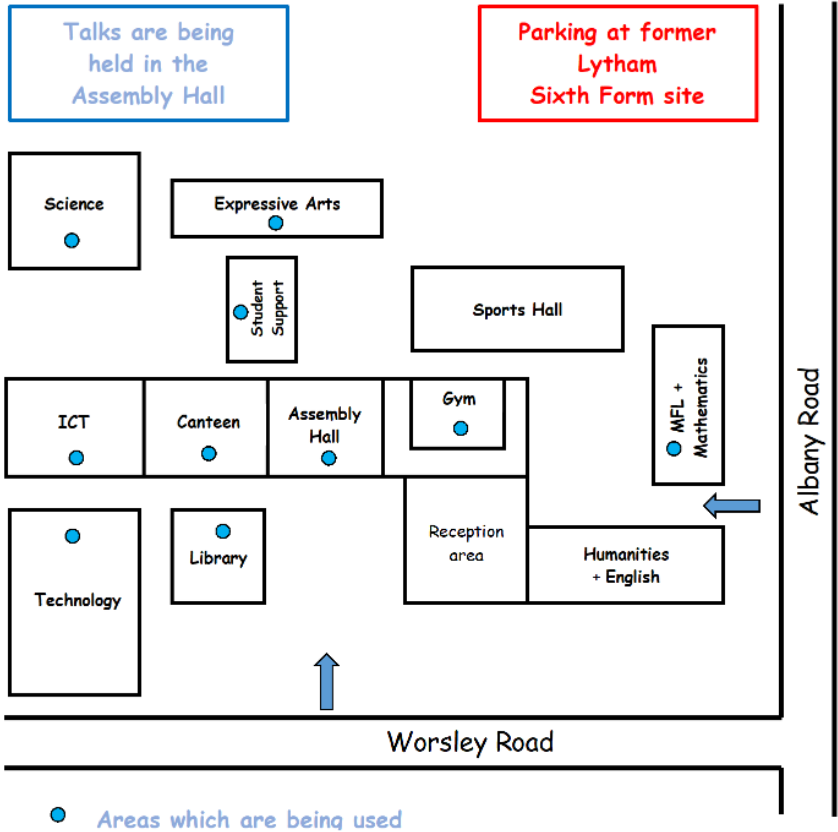 Talks are being
held in the
Assembly Hall
Parking at former
Lytham
Sixth Form site
Science
Expressive Arts
Student
Support
Sports Hall
MFL +
Mathematics
Albany Road
ICT
Canteen
Assembly
Hall
Gym
Technology
Library
Reception
area
Humanities
+ English
Worsley Road
Areas which are being used